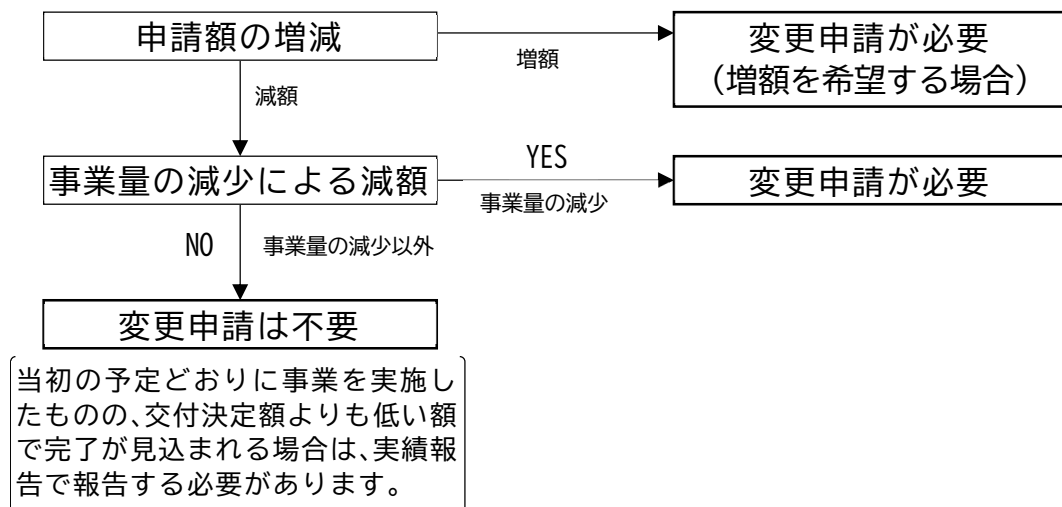 申請額の増減
増額
変更申請が必要
（増額を希望する場合）
減額
事業量の減少による減額
YES
事業量の減少
変更申請が必要
NO
事業量の減少以外
変更申請は不要
当初の予定どおりに事業を実施し
たものの、交付決定額よりも低い額
で完了が見込まれる場合は、実績報
告で報告する必要があります。